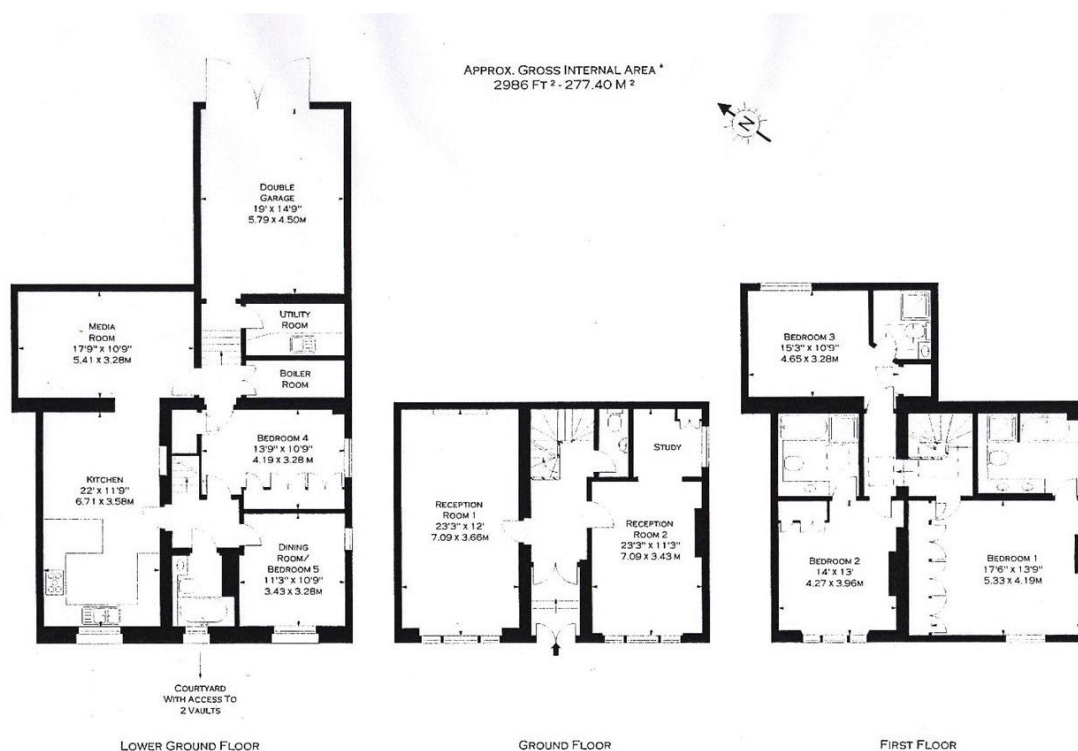 APPROX. GROSS INTERNAL AREA *
2986 FT² - 277.40 M²
N
DOUBLE
GARAGE
19' X 14'9"
5.79 X 4.50M
UTILITY
ROOM
MEDIA
ROOM
17'9" X 10'9"
5.41 X 3.28M
BOILER
ROOM
BEDROOM 4
13'9" X 10'9"
4.19 X 3.28M
KITCHEN
22' X 11'9"
6.71 X 3.58M
DINING
ROOM/
BEDROOM 5
11'3" X 10'9"
3.43 X 3.28M
COURTYARD
WITH ACCESS TO
2 VAULTS
LOWER GROUND FLOOR
STUDY
RECEPTION
ROOM 1
23'3" X 12'
7.09 X 3.66M
RECEPTION
ROOM 2
23'3" X 11'3"
7.09 X 3.43 M
GROUND FLOOR
BEDROOM 3
15'3" X 10'9"
4.65 X 3.28M
BEDROOM 2
14' X 13'
4.27 X 3.96M
BEDROOM 1
17'6" X 13'9"
5.33 X 4.19M
FIRST FLOOR